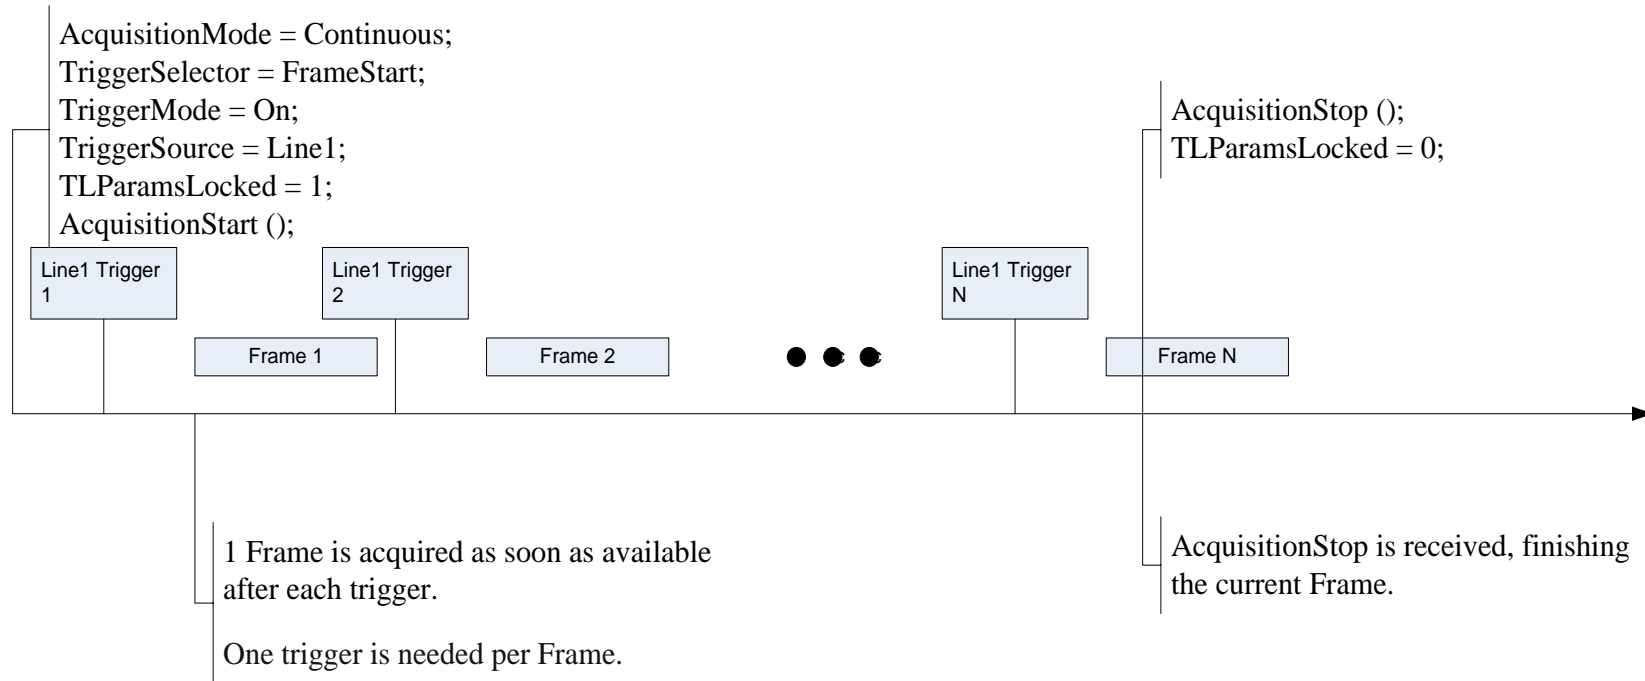 AcquisitionMode = Continuous;
TriggerSelector = FrameStart;
TriggerMode = On;
TriggerSource = Line1;
TLParamsLocked = 1;
AcquisitionStart ();
AcquisitionStop ();
TLParamsLocked = 0;
Line1 Trigger
1
Line1 Trigger
2
Line1 Trigger
N
Frame 1
Frame 2
Frame N
1 Frame is acquired as soon as available
after each trigger.
One trigger is needed per Frame.
AcquisitionStop is received, finishing
the current Frame.